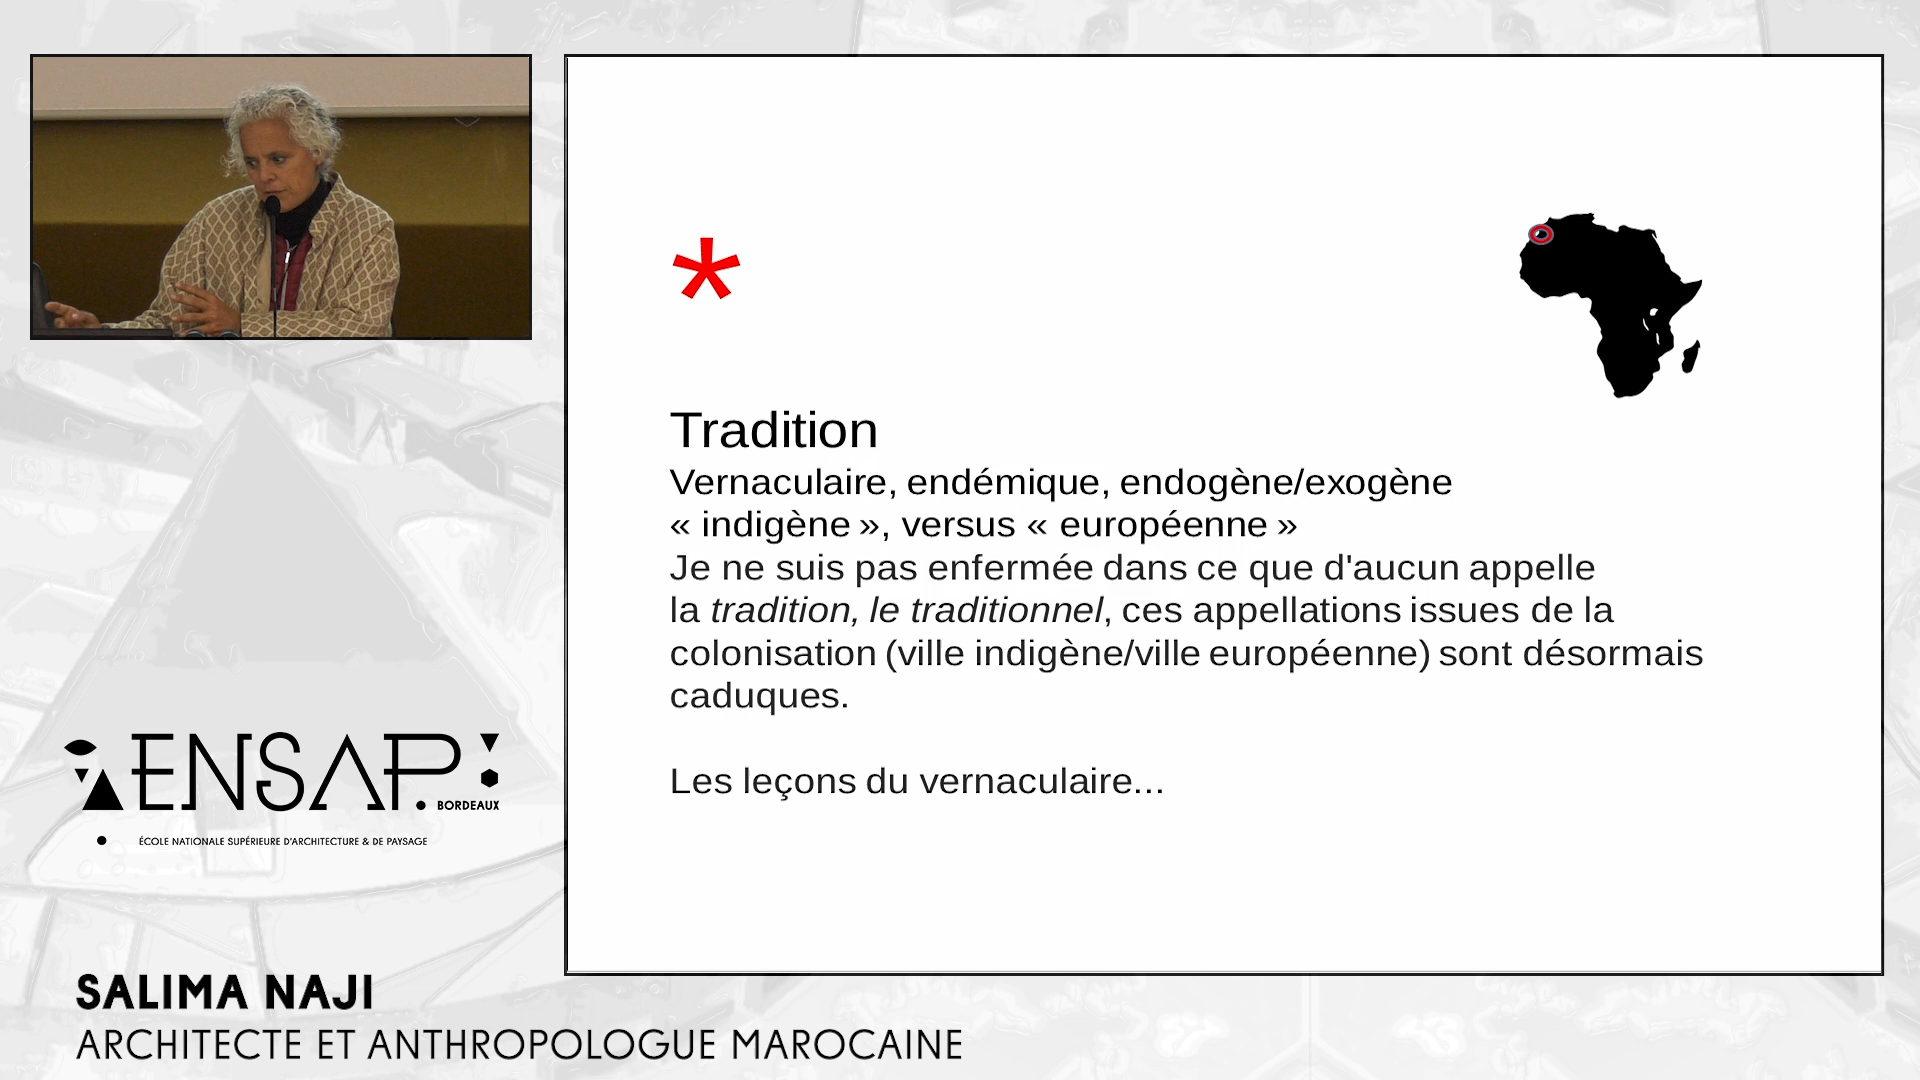 *
Tradition
Vernaculaire, endémique, endogène/exogène
« indigène », versus « européenne »
Je ne suis pas enfermée dans ce que d'aucun appelle
la tradition, le traditionnel, ces appellations issues de la
colonisation (ville indigène/ville européenne) sont désormais
caduques.
Les leçons du vernaculaire...
ENSAP.
BORDEAUX
ÉCOLE NATIONALE SUPÉRIEURE D'ARCHITECTURE & DE PAYSAGE
SALIMA NAJI
ARCHITECTE ET ANTHROPOLOGUE MAROCAINE